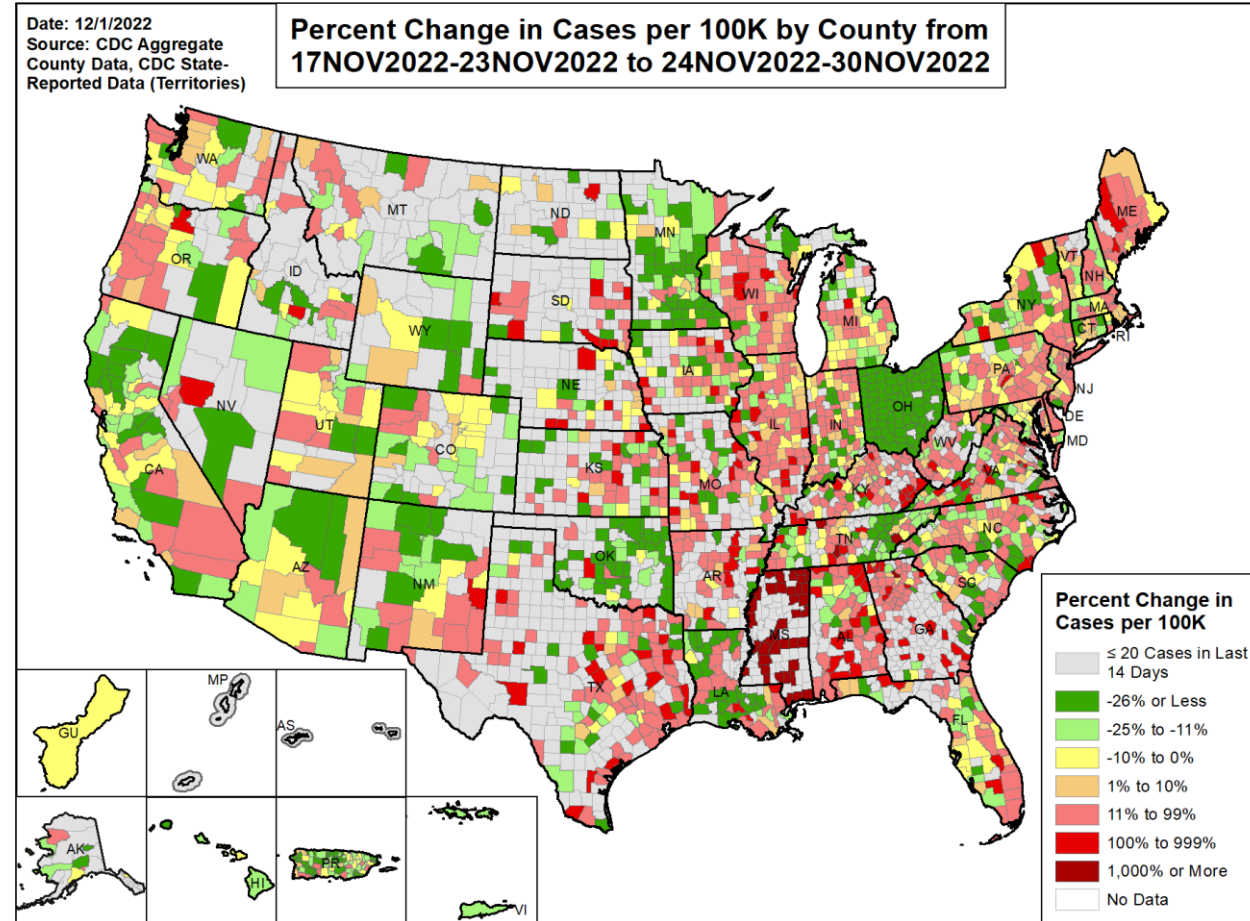 Date: 12/1/2022
Source: CDC Aggregate
County Data, CDC State-
Reported Data (Territories)
Percent Change in Cases per 100K by County from
17NOV2022-23NOV2022 to 24NOV2022-30NOV2022
WA
MT
ND
MN
ME
OR
ID
SD
WI
VT
NH
NY
MA
CT
RI
MI
WY
IA
PA
NJ
NE
NV
UT
CO
IL
IN
OH
DE
MD
WV
VA
CA
KS
MO
KY
NC
TN
AZ
NM
OK
AR
SC
MS
AL
GA
TX
LA
FL
GU
MP
AS
AK
HI
PR
VI
Percent Change in
Cases per 100K
≤ 20 Cases in Last
14 Days
-26% or Less
-25% to -11%
-10% to 0%
1% to 10%
11% to 99%
100% to 999%
1,000% or More
No Data